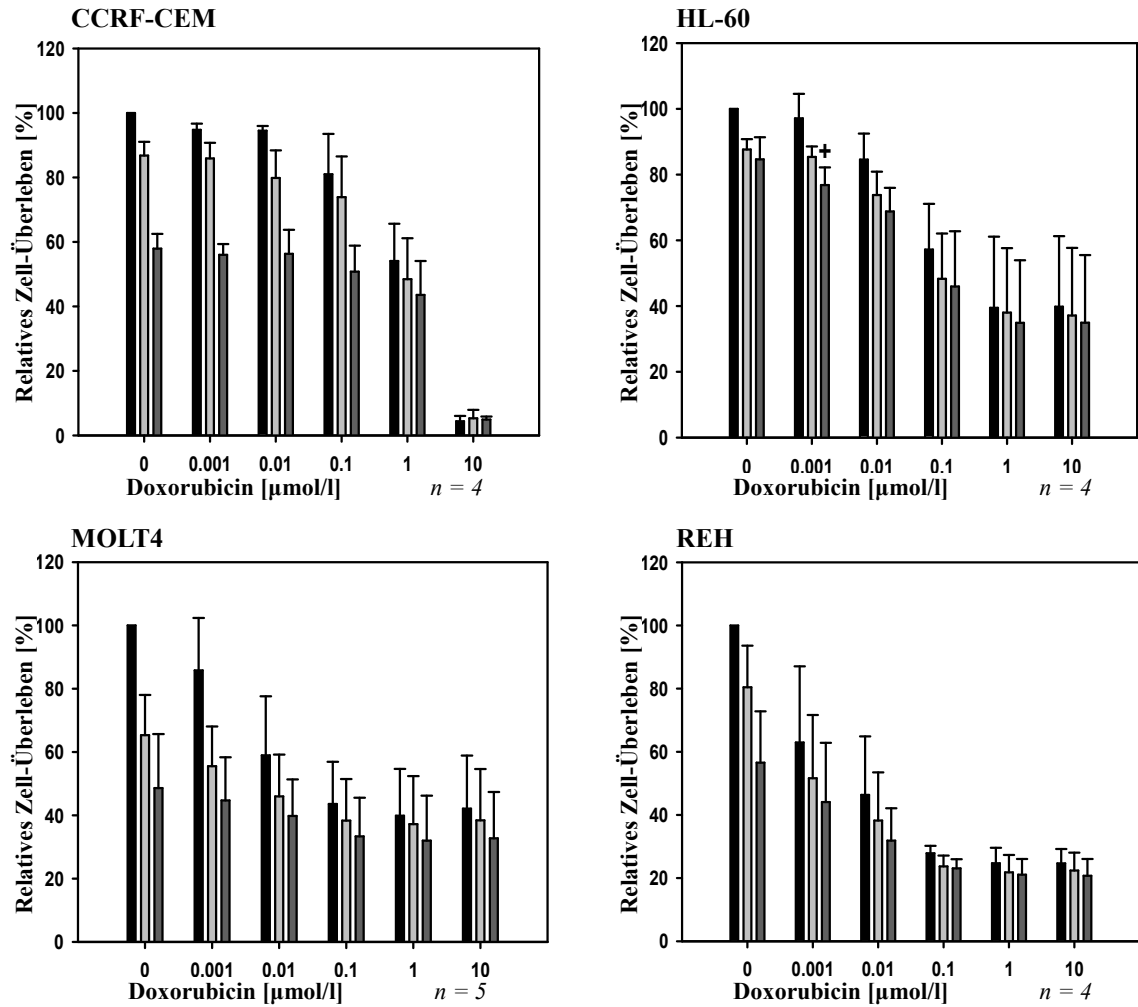 CCRF-CEM
Relatives Zell-Überleben [%]
120
100
80
60
40
20
0
0 0.001 0.01 0.1 1 10
Doxorubicin [µmol/l] n = 4
HL-60
Relatives Zell-Überleben [%]
120
100
80
60
40
20
0
+
0 0.001 0.01 0.1 1 10
Doxorubicin [µmol/l] n = 4
MOLT4
Relatives Zell-Überleben [%]
120
100
80
60
40
20
0
0 0.001 0.01 0.1 1 10
Doxorubicin [µmol/l] n = 5
REH
Relatives Zell-Überleben [%]
120
100
80
60
40
20
0
0 0.001 0.01 0.1 1 10
Doxorubicin [µmol/l] n = 4